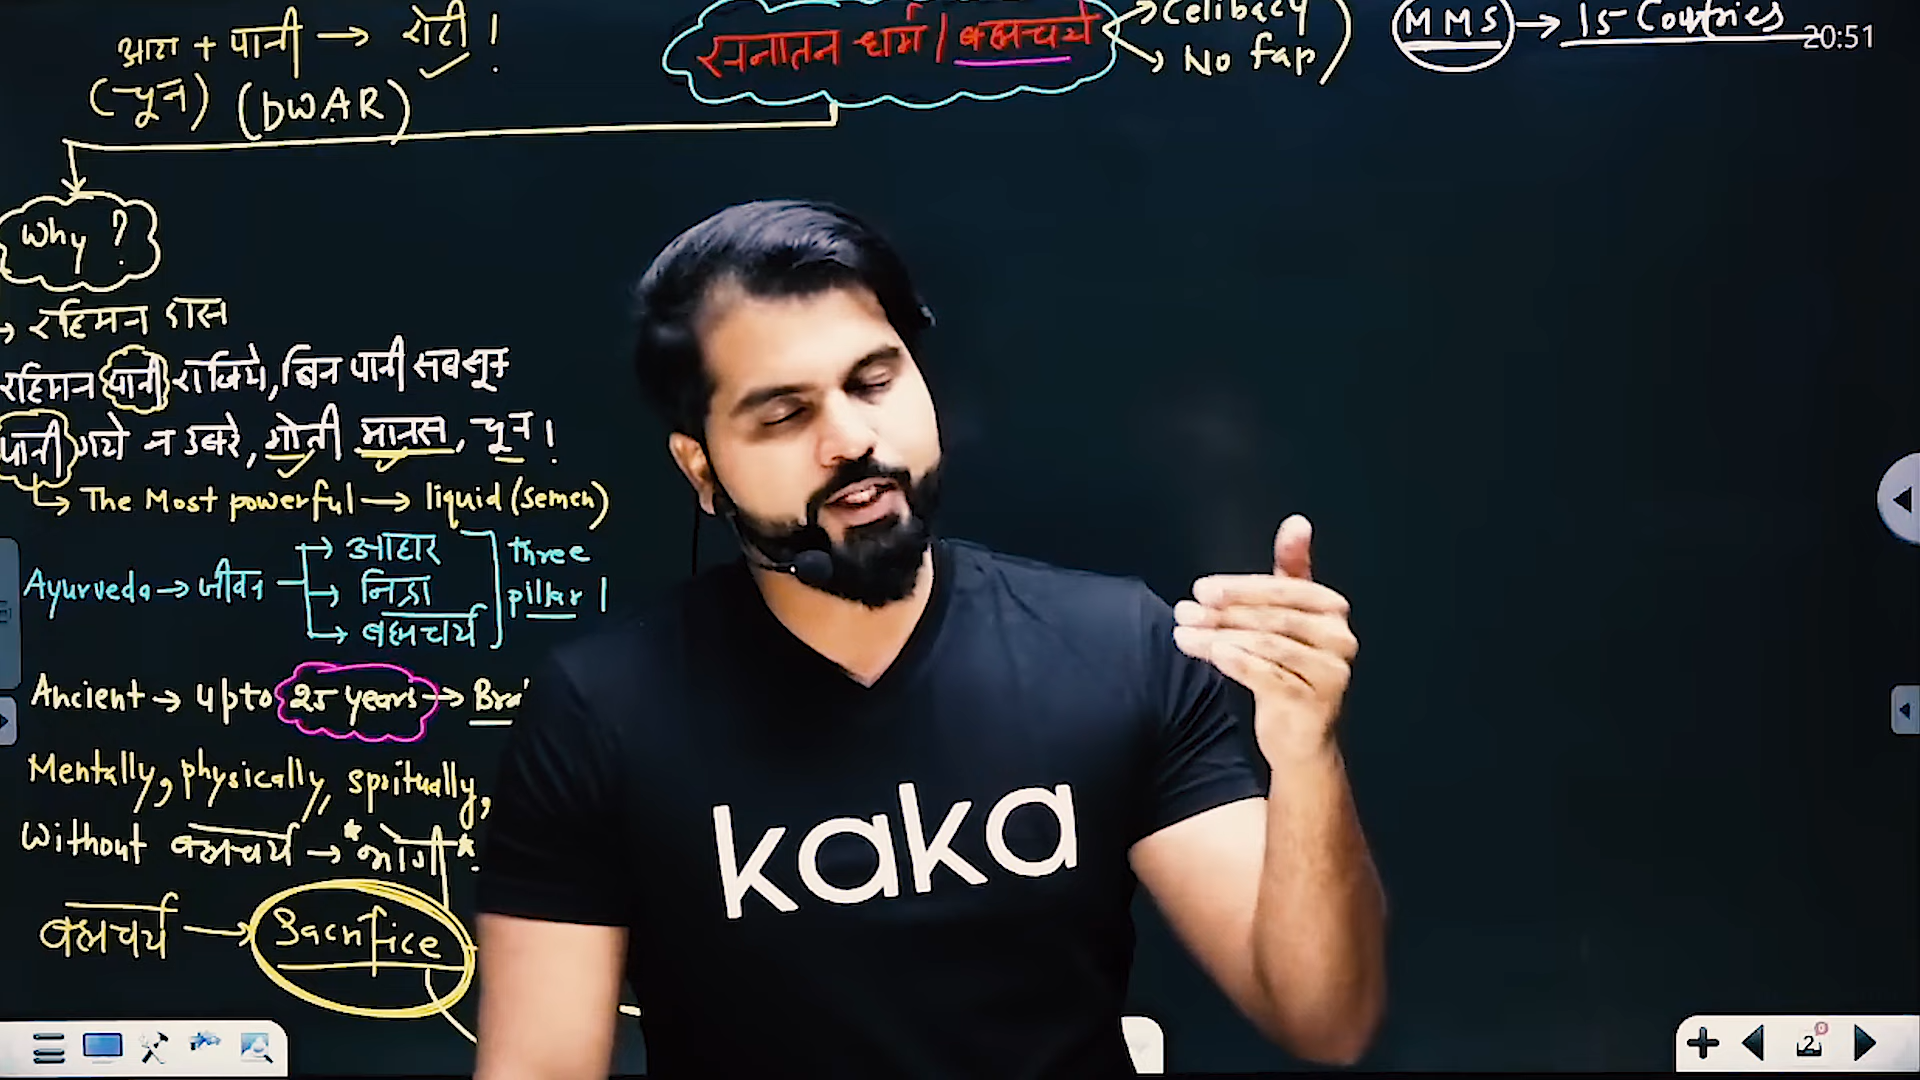 आटा + पानी → रोटी !
(चून) (DWAR)
सनातन धर्म / ब्रह्मचर्य
Celibacy
No fap
MMS → 15 Countries
20:51
Why ?
→ रहिमन दास
रहिमन पानी राखिये, बिन पानी सब सून
पानी गये न उबरे, मोती मानस, चून !
The Most powerful → liquid (semen)
Ayurveda → जीवन → आहार
→ निद्रा
→ ब्रह्मचर्य
three
pillar !
Ancient → upto 25 years →
Mentally, physically, spritually,
Without ब्रह्मचर्य → *भोगी*
ब्रह्मचर्य → Sacrifice
kaka
2